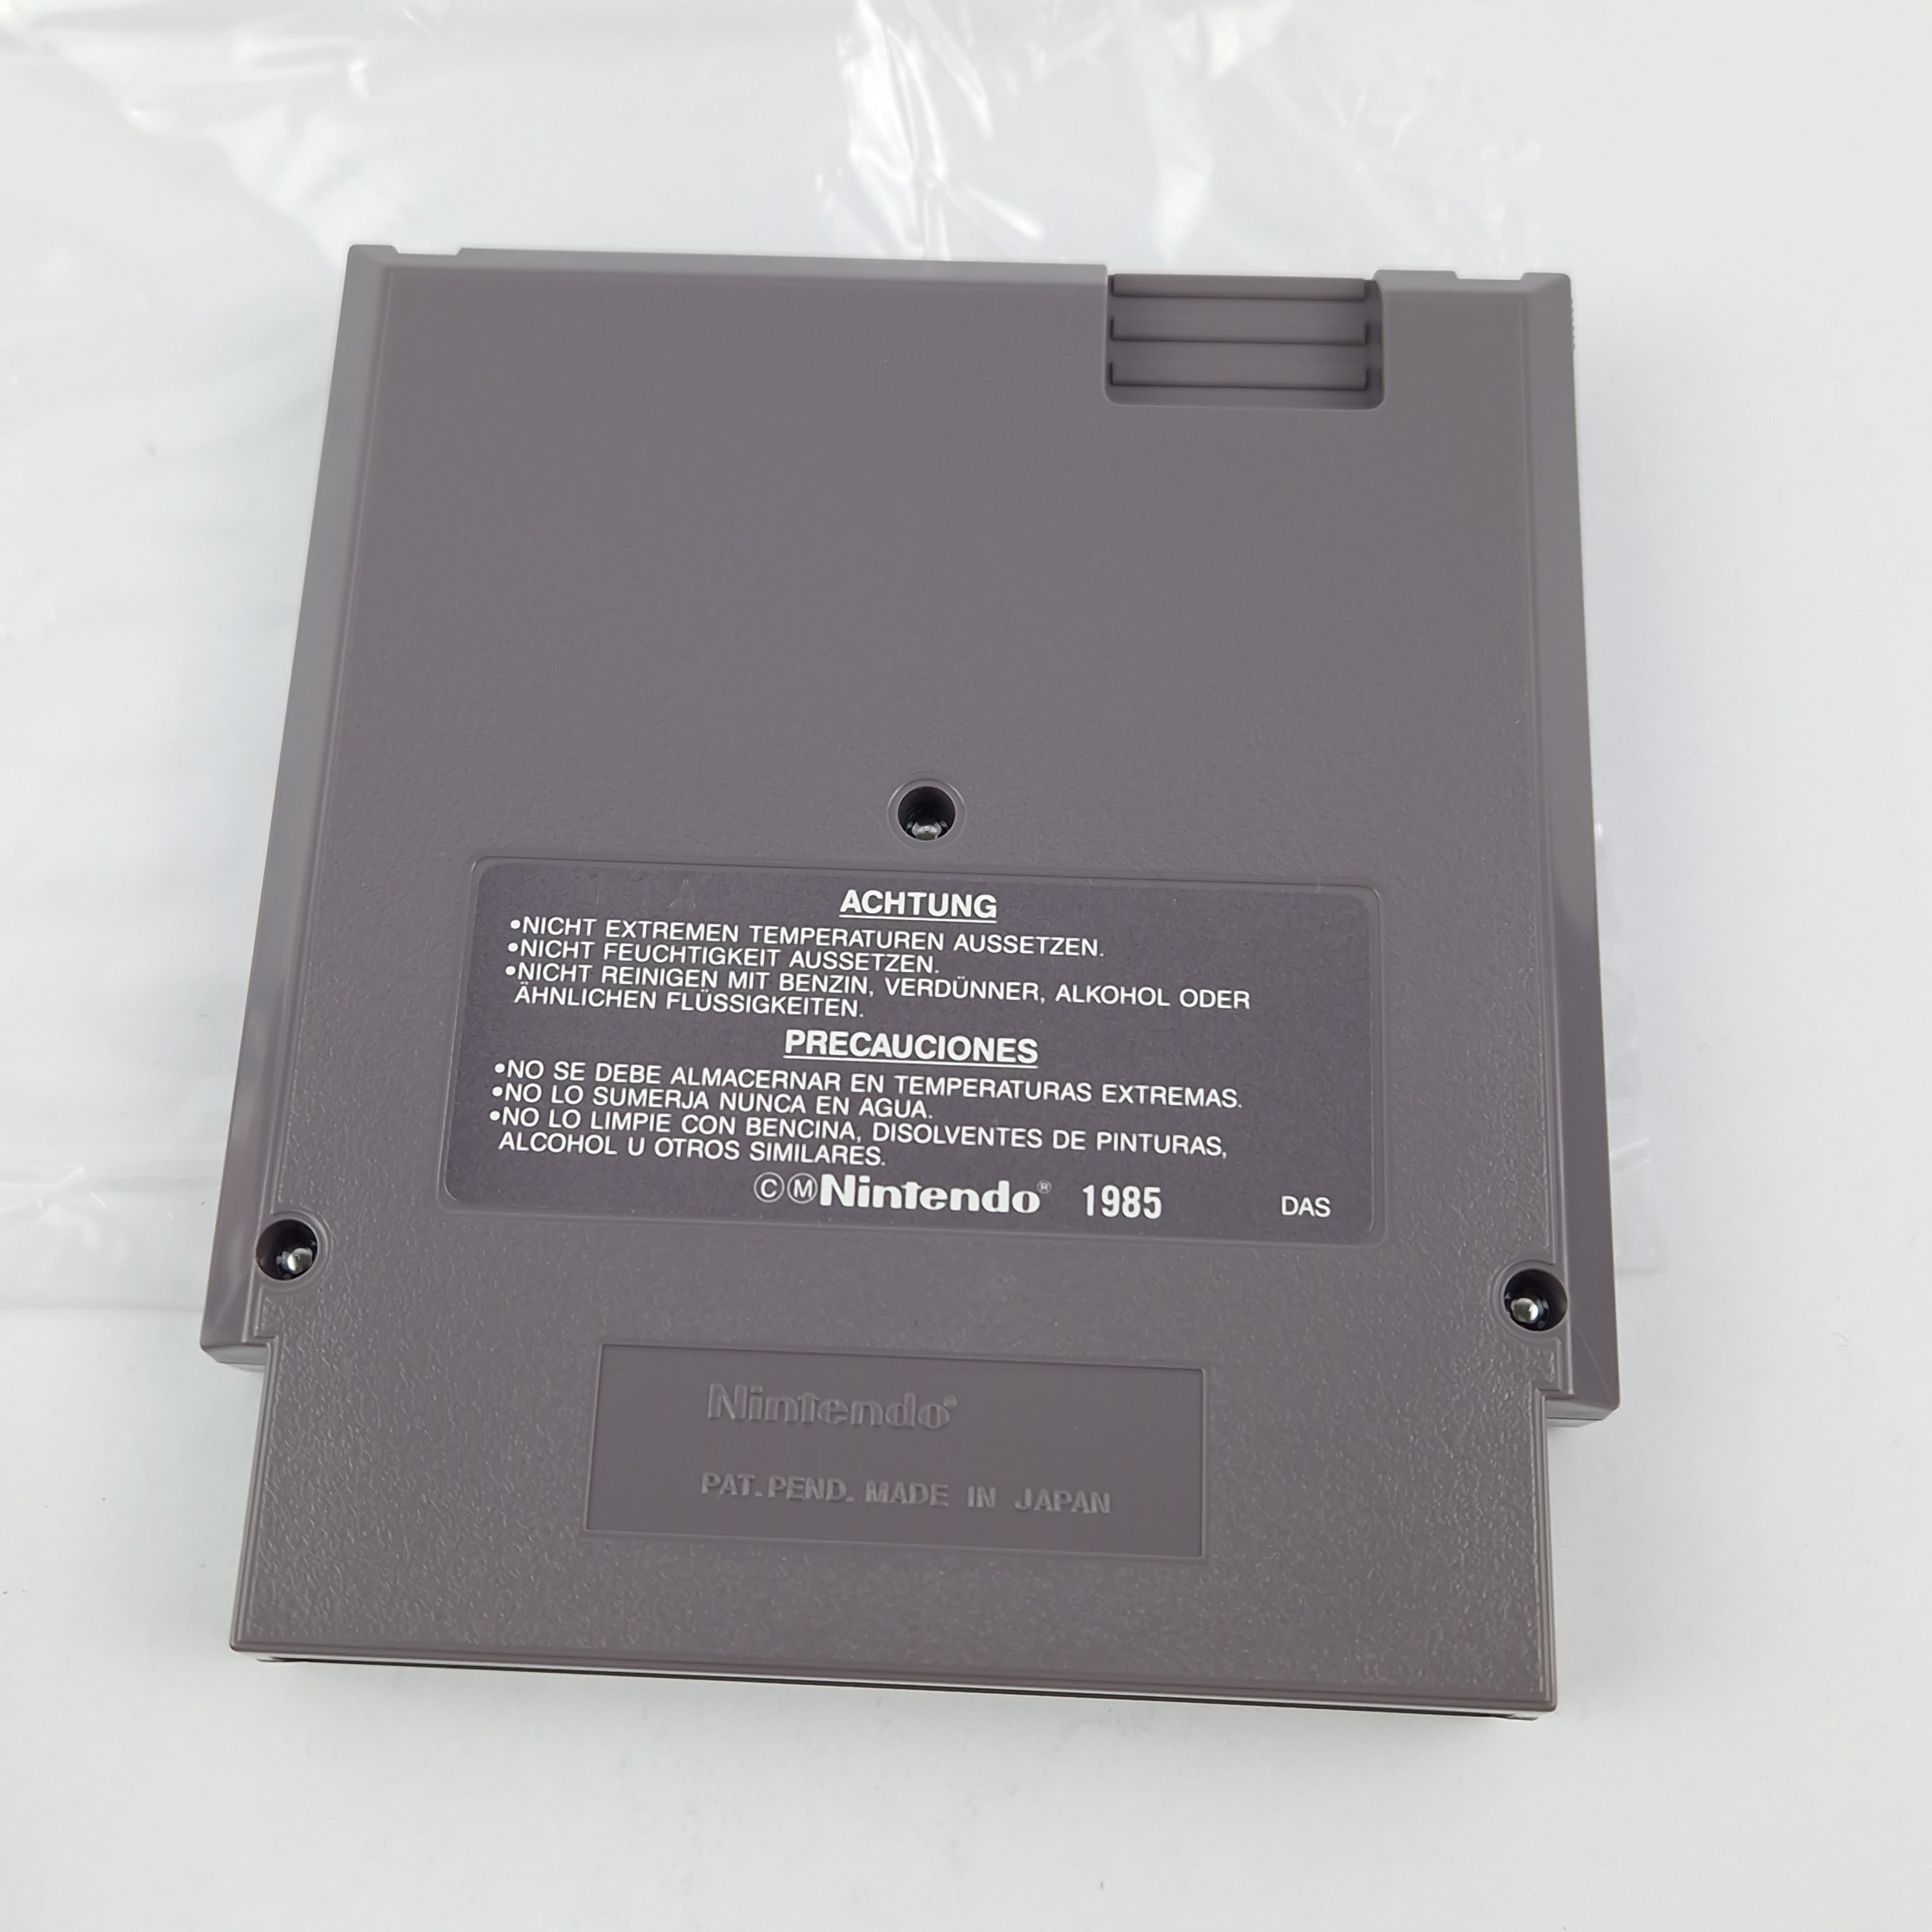 ACHTUNG
•NICHT EXTREMEN TEMPERATUREN AUSSETZEN.
•NICHT FEUCHTIGKEIT AUSSETZEN.
•NICHT REINIGEN MIT BENZIN, VERDÜNNER, ALKOHOL ODER
ÄHNLICHEN FLÜSSIGKEITEN.
PRECAUCIONES
•NO SE DEBE ALMACERNAR EN TEMPERATURAS EXTREMAS.
•NO LO SUMERJA NUNCA EN AGUA.
•NO LO LIMPIE CON BENCINA, DISOLVENTES DE PINTURAS,
ALCOHOL U OTROS SIMILARES.
©Ⓜ Nintendo® 1985 DAS
Nintendo®
PAT. PEND. MADE IN JAPAN